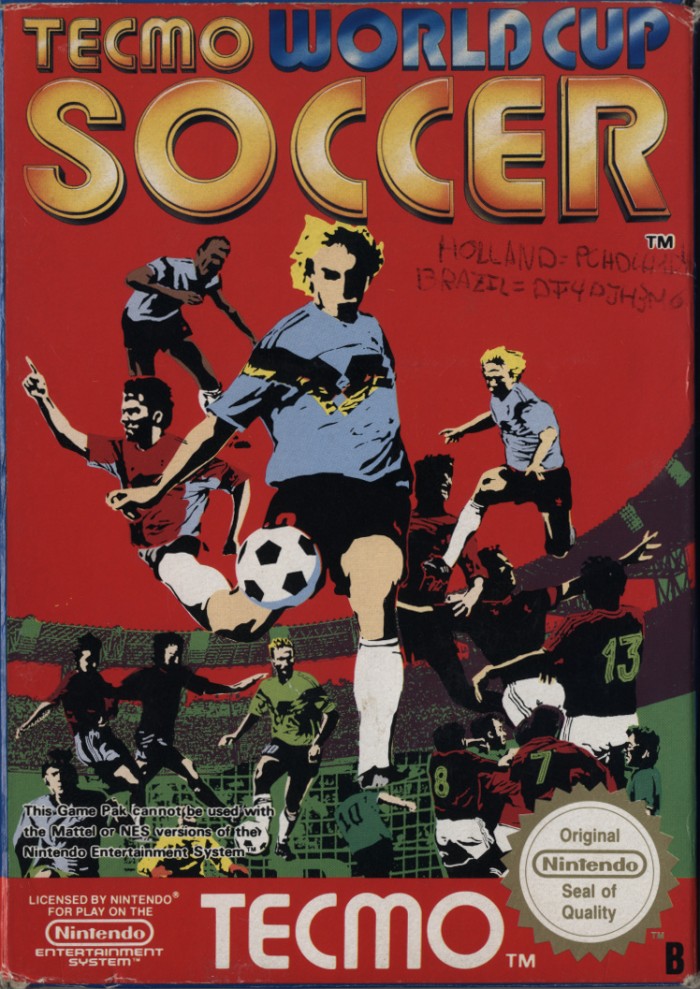 TECMO WORLD CUP
SOCCER
TM
HOLLAND=
BRAZIL=
13
8
7
10
This Game Pak cannot be used with
the Mattel or NES versions of the
Nintendo Entertainment System™
Original
Nintendo
Seal of
Quality
TM
LICENSED BY NINTENDO®
FOR PLAY ON THE
Nintendo
ENTERTAINMENT
SYSTEM™
TECMO™
B